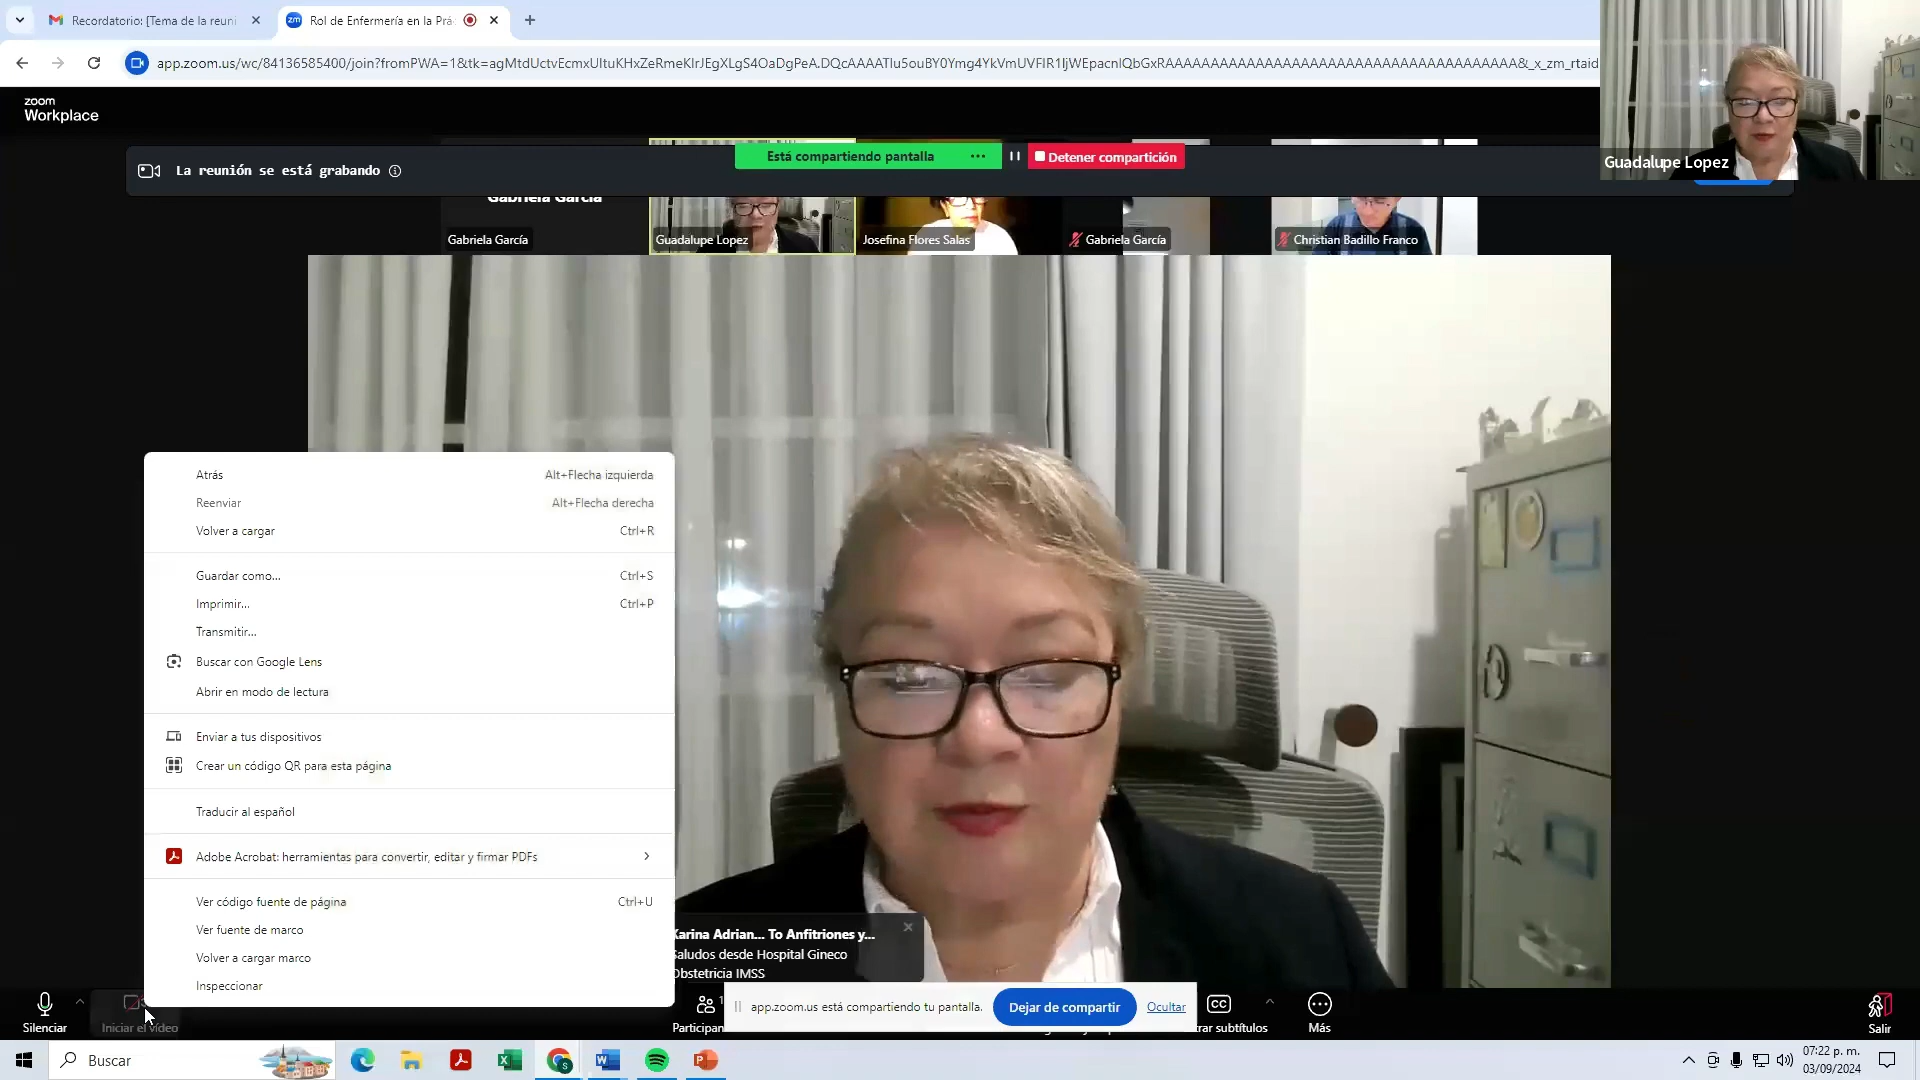 Recordatorio: [Tema de la reuni
Rol de Enfermería en la Prá
app.zoom.us/wc/84136585400/join?fromPWA=1&tk=
zoom
Workplace
La reunión se está grabando
Está compartiendo pantalla
Detener compartición
Guadalupe Lopez
Gabriela García
Gabriela García
Guadalupe Lopez
Josefina Flores Salas
Gabriela García
Christian Badillo Franco
Atrás Alt+Flecha izquierda
Reenviar Alt+Flecha derecha
Volver a cargar Ctrl+R
Guardar como... Ctrl+S
Imprimir... Ctrl+P
Transmitir...
Buscar con Google Lens
Abrir en modo de lectura
Enviar a tus dispositivos
Crear un código QR para esta página
Traducir al español
Adobe Acrobat: herramientas para convertir, editar y firmar PDFs
Ver código fuente de página Ctrl+U
Ver fuente de marco
Volver a cargar marco
Inspeccionar
Karina Adrian... To Anfitriones y...
Saludos desde Hospital Gineco
Obstetricia IMSS
app.zoom.us está compartiendo tu pantalla.
Dejar de compartir
Ocultar
Silenciar
Iniciar el vídeo
Participan
rar subtítulos
Más
Salir
Buscar
07:22 p. m.
03/09/2024